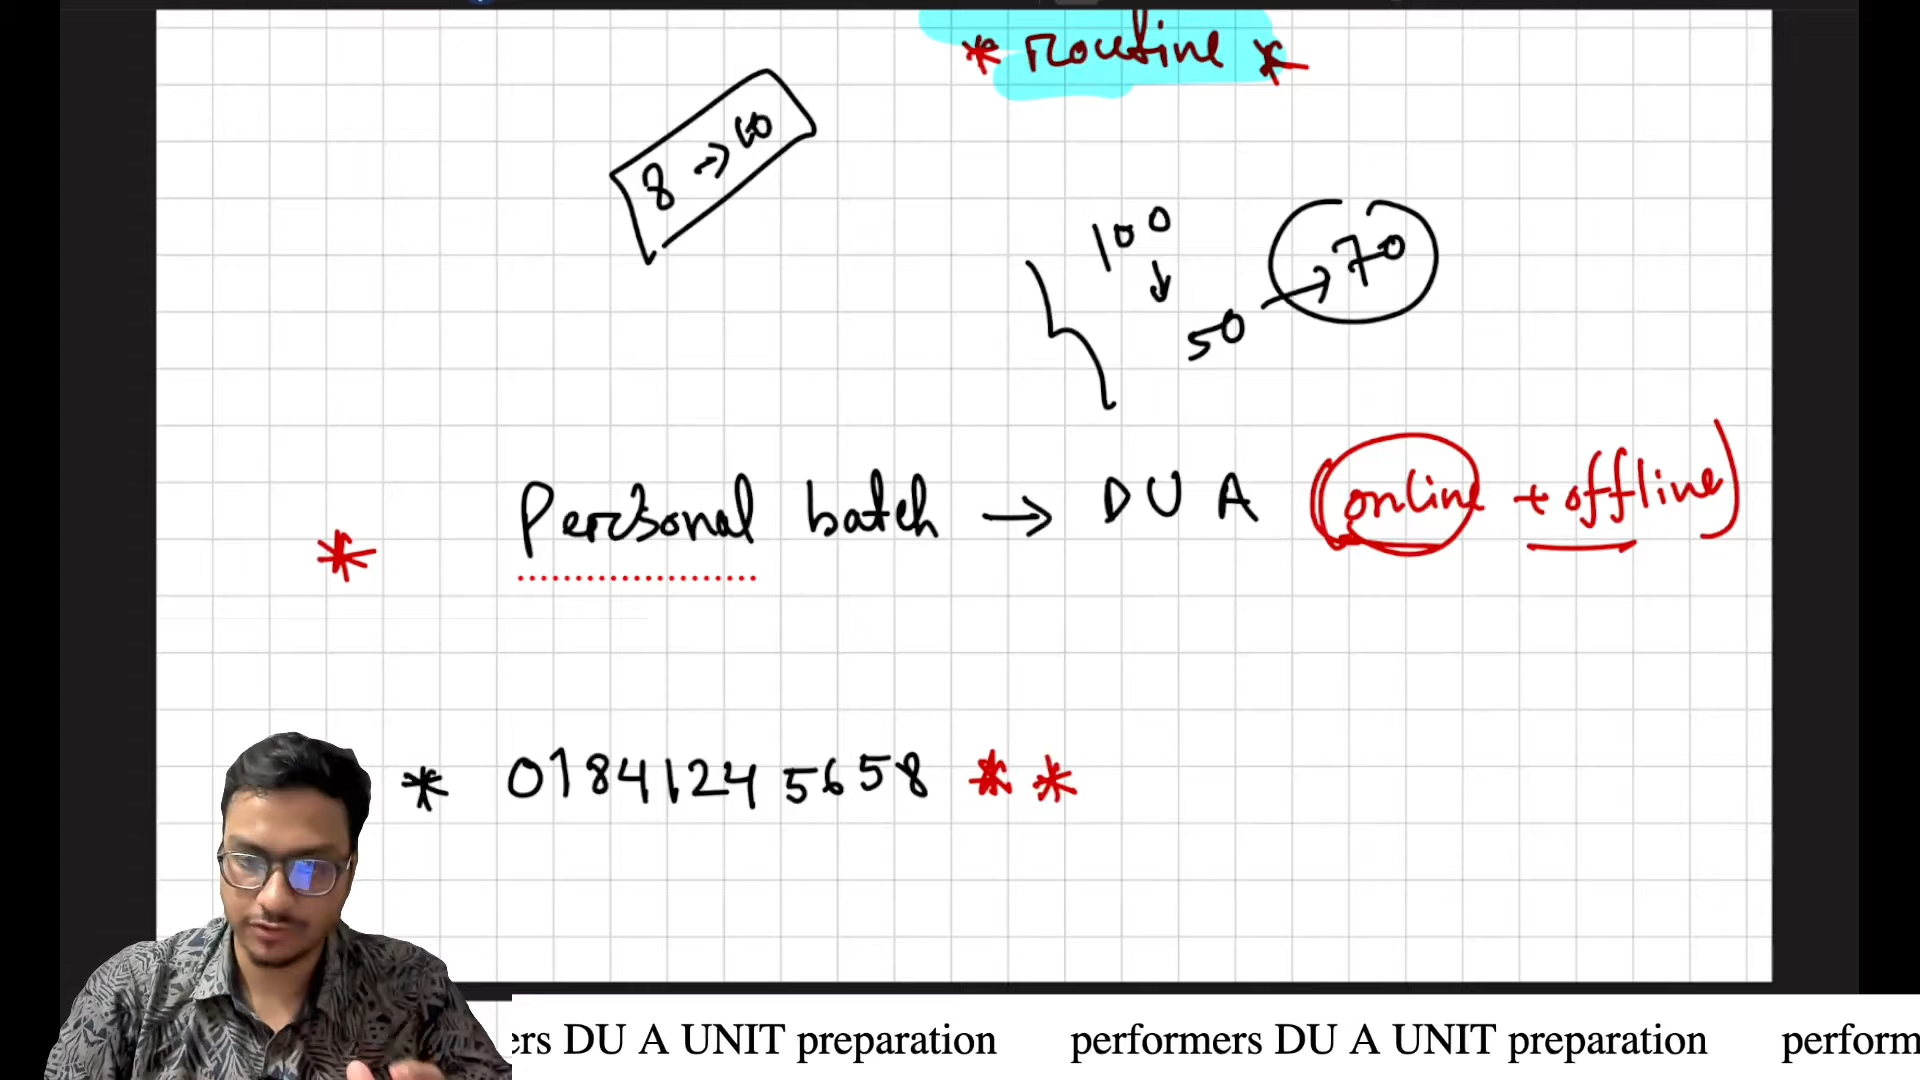 * Routine *
8 → 10
100
↓
50 → 70
* Personal batch → DU A (online + offline)
* 01841245658 * *
ers DU A UNIT preparation performers DU A UNIT preparation perform